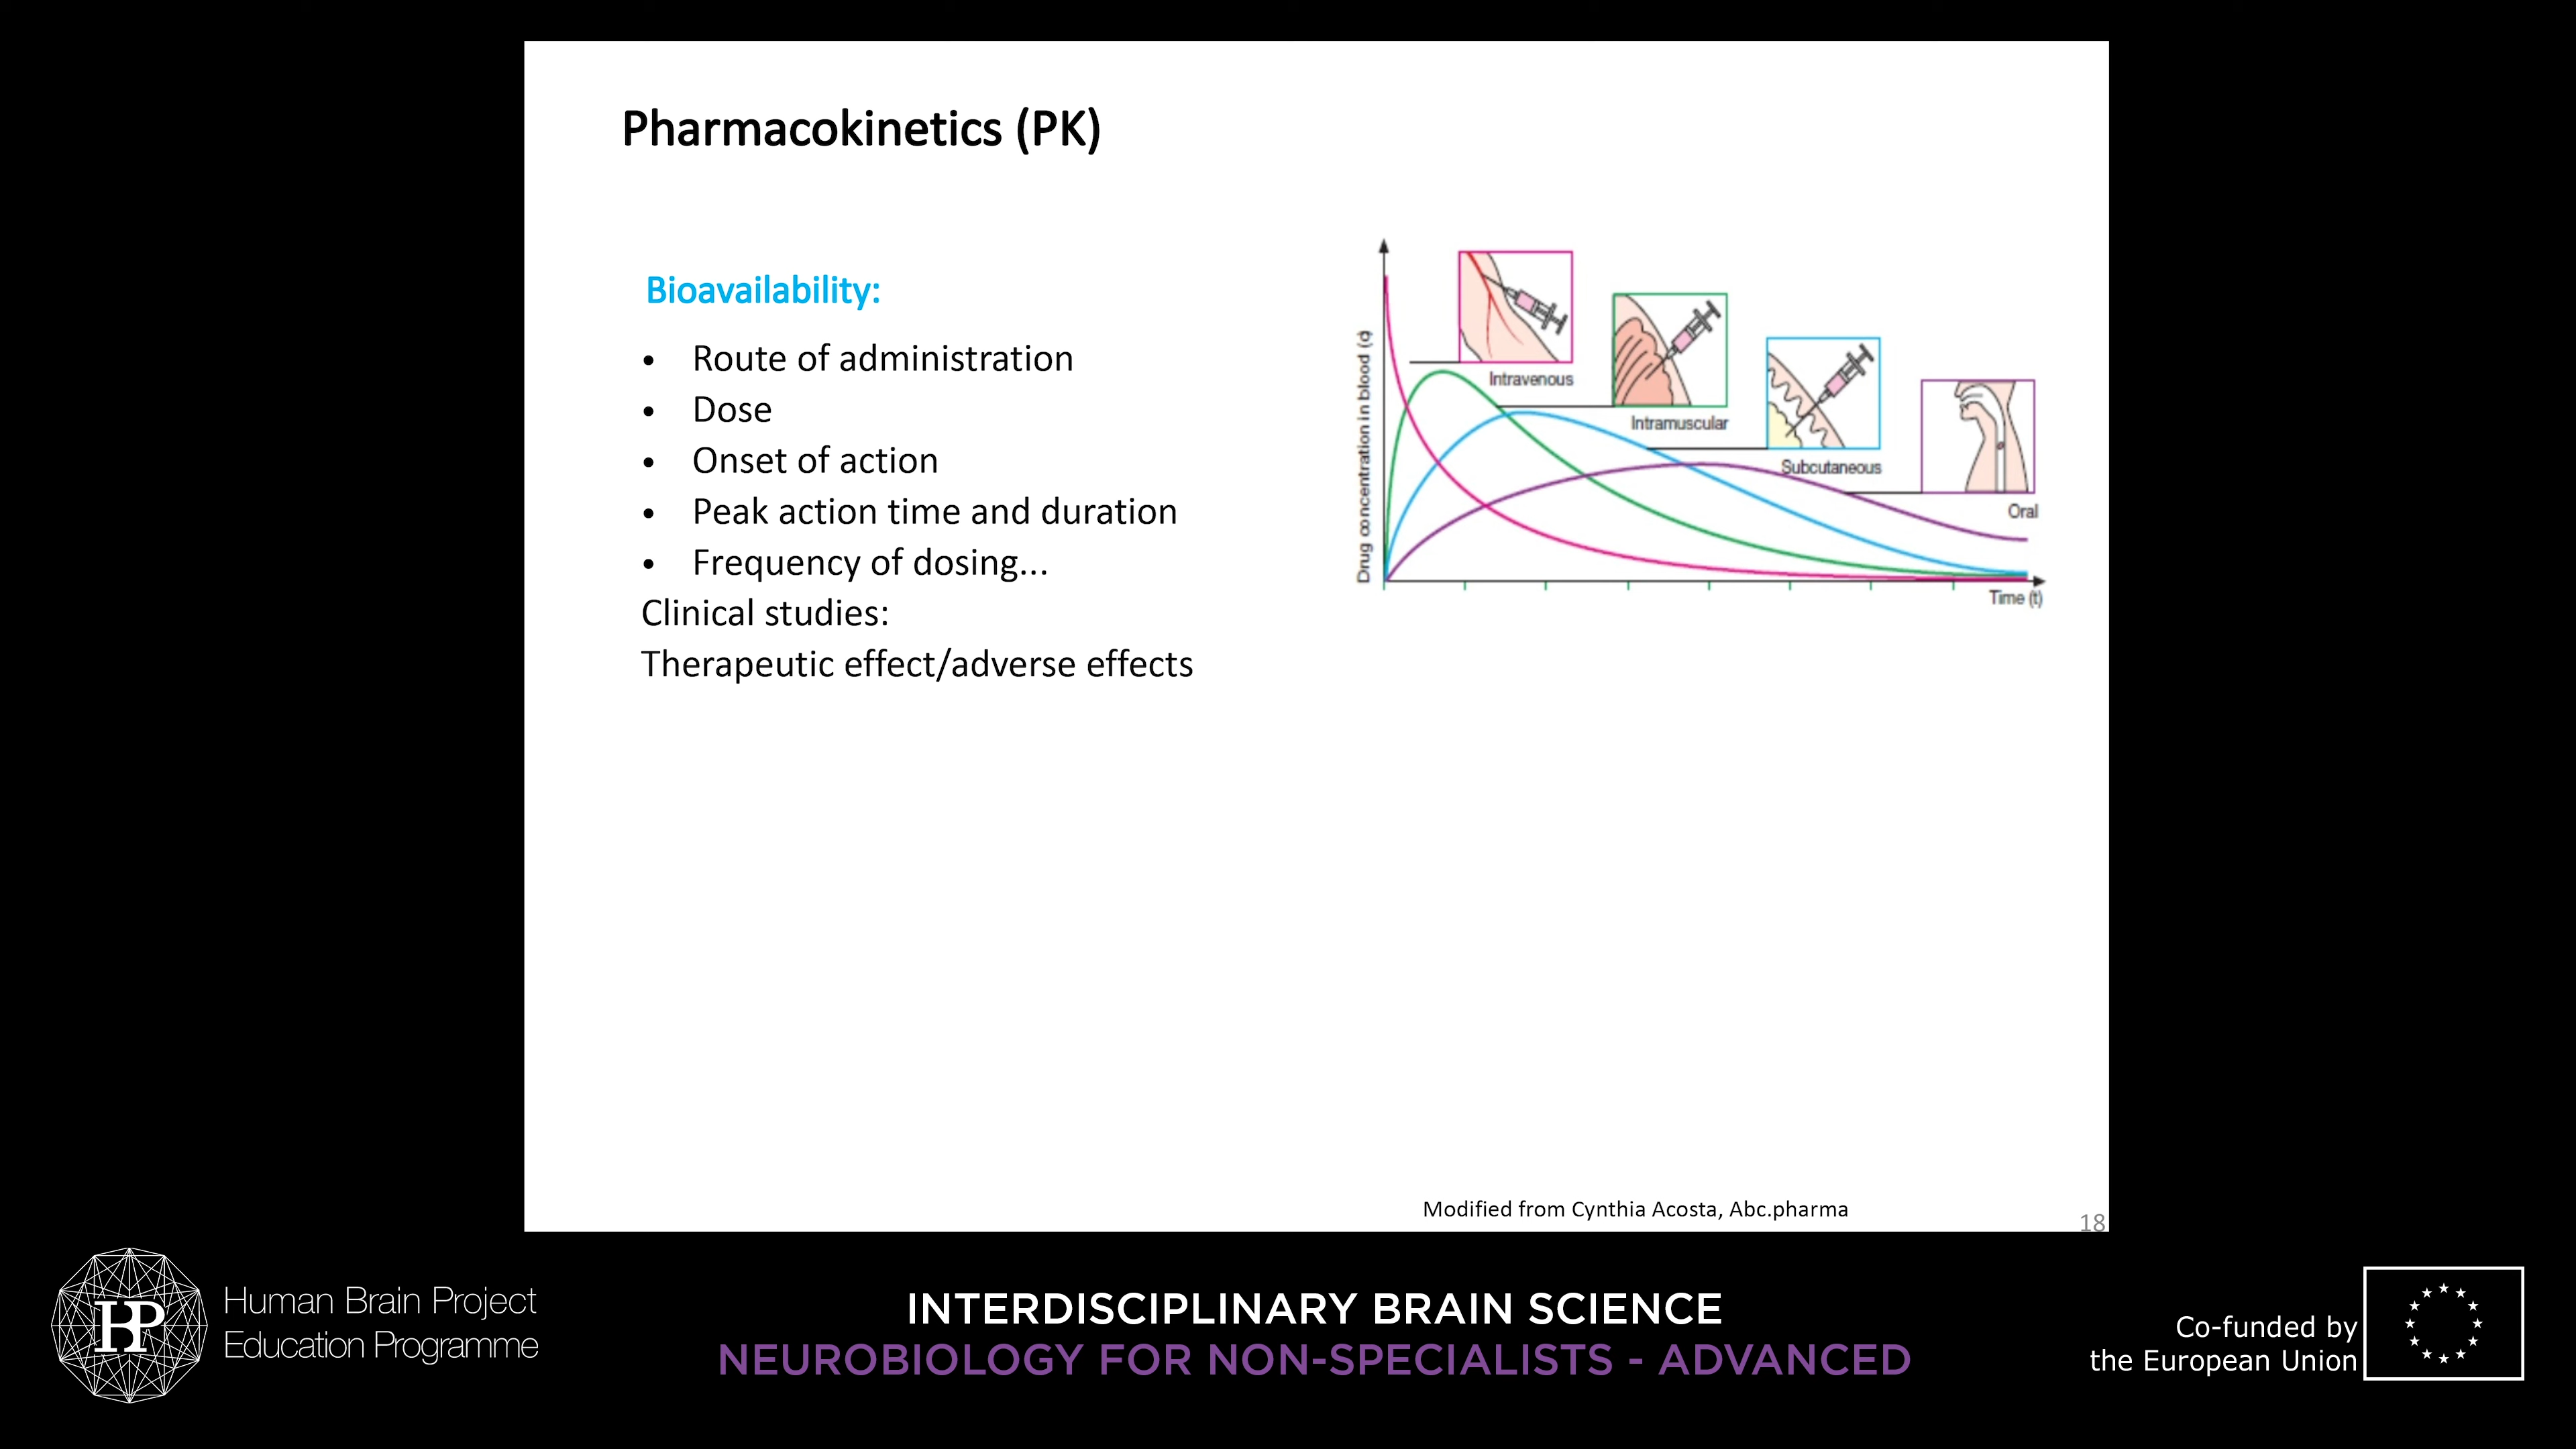 Pharmacokinetics (PK)
Bioavailability:
• Route of administration
• Dose
• Onset of action
• Peak action time and duration
• Frequency of dosing...
Clinical studies:
Therapeutic effect/adverse effects
Drug concentration in blood (c)
Intravenous
Intramuscular
Subcutaneous
Oral
Time (t)
Modified from Cynthia Acosta, Abc.pharma
18
HBP
Human Brain Project
Education Programme
INTERDISCIPLINARY BRAIN SCIENCE
NEUROBIOLOGY FOR NON-SPECIALISTS - ADVANCED
Co-funded by
the European Union